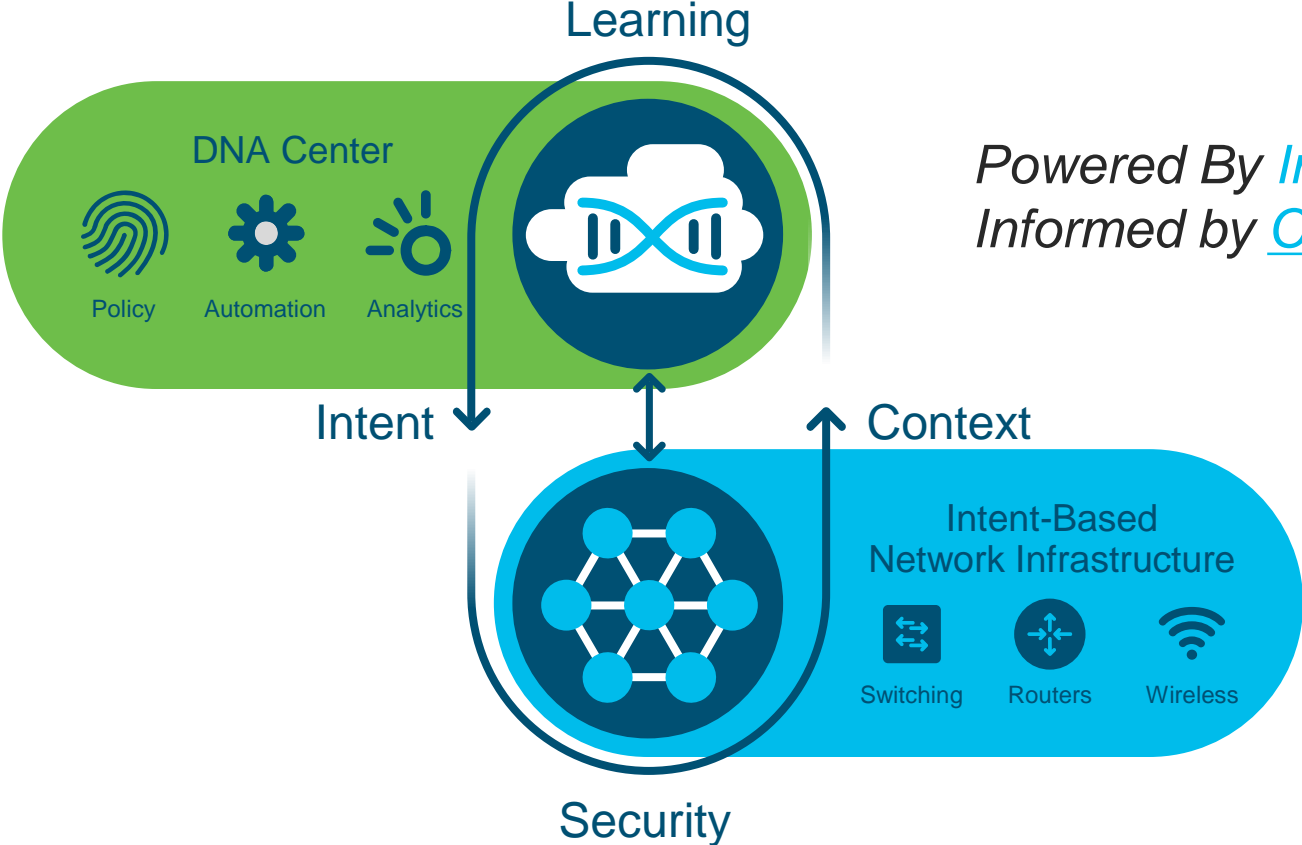 Learning
DNA Center
Policy
Automation
Analytics
Powered By
Informed by
Intent
Context
Intent-Based
Network Infrastructure
Switching
Routers
Wireless
Security